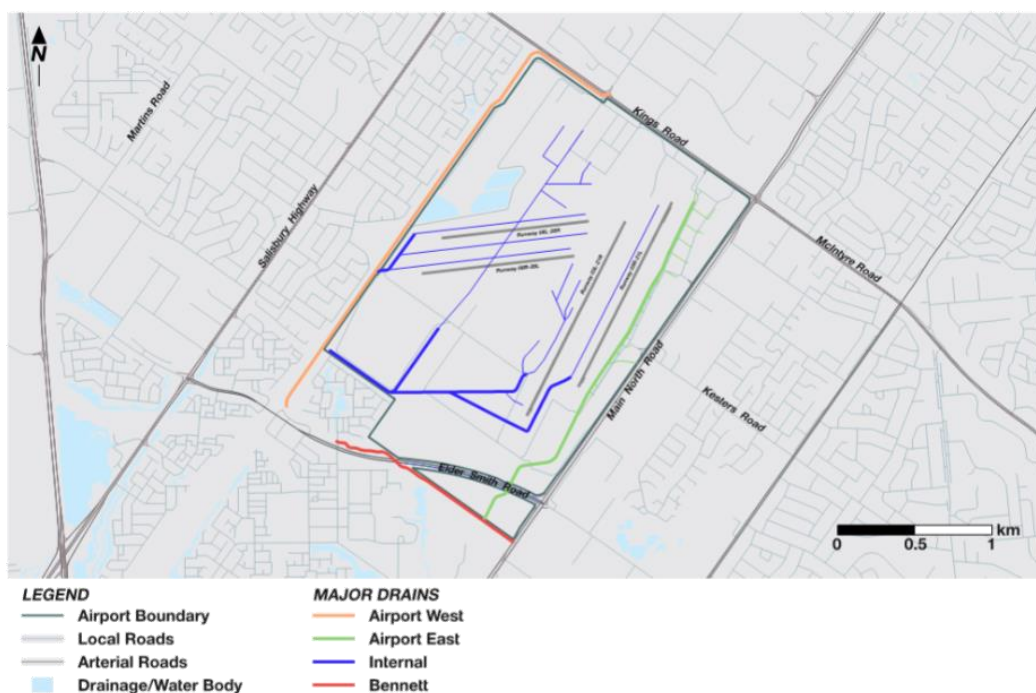 N
Martins Road
Salisbury Highway
Kings Road
McIntyre Road
Main North Road
Kesters Road
Elder Smith Road
0
0.5
1
km
LEGEND
Airport Boundary
Local Roads
Arterial Roads
Drainage/Water Body
MAJOR DRAINS
Airport West
Airport East
Internal
Bennett